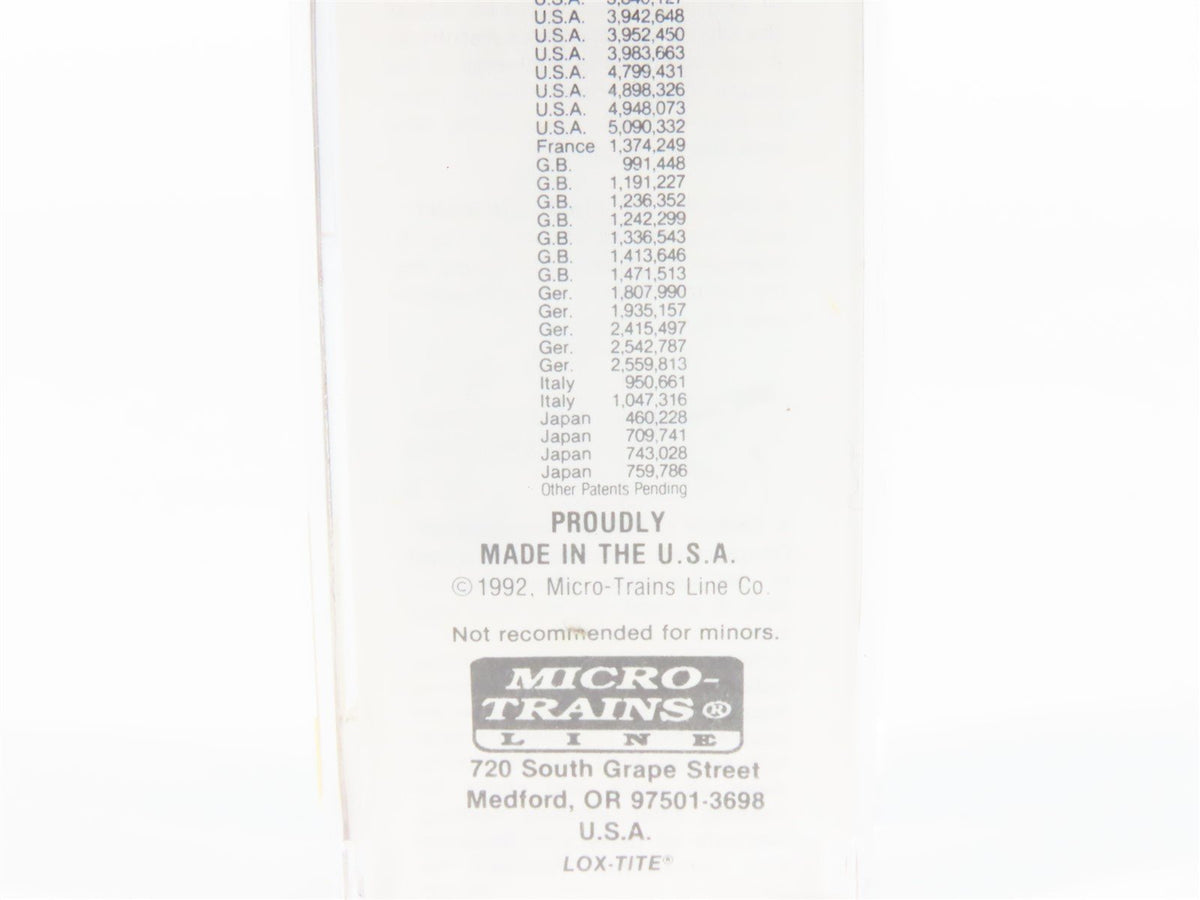 U.S.A. 3,942,648
U.S.A. 3,952,450
U.S.A. 3,983,663
U.S.A. 4,799,431
U.S.A. 4,898,326
U.S.A. 4,948,073
U.S.A. 5,090,332
France 1,374,249
G.B. 991,448
G.B. 1,191,227
G.B. 1,236,352
G.B. 1,242,299
G.B. 1,336,543
G.B. 1,413,646
G.B. 1,471,513
Ger. 1,807,990
Ger. 1,935,157
Ger. 2,415,497
Ger. 2,542,787
Ger. 2,559,813
Italy 950,661
Italy 1,047,316
Japan 460,228
Japan 709,741
Japan 743,028
Japan 759,786
Other Patents Pending
PROUDLY
MADE IN THE U.S.A.
©1992, Micro-Trains Line Co.
Not recommended for minors.
MICRO-
TRAINS®
LINE
720 South Grape Street
Medford, OR 97501-3698
U.S.A.
LOX-TITE®